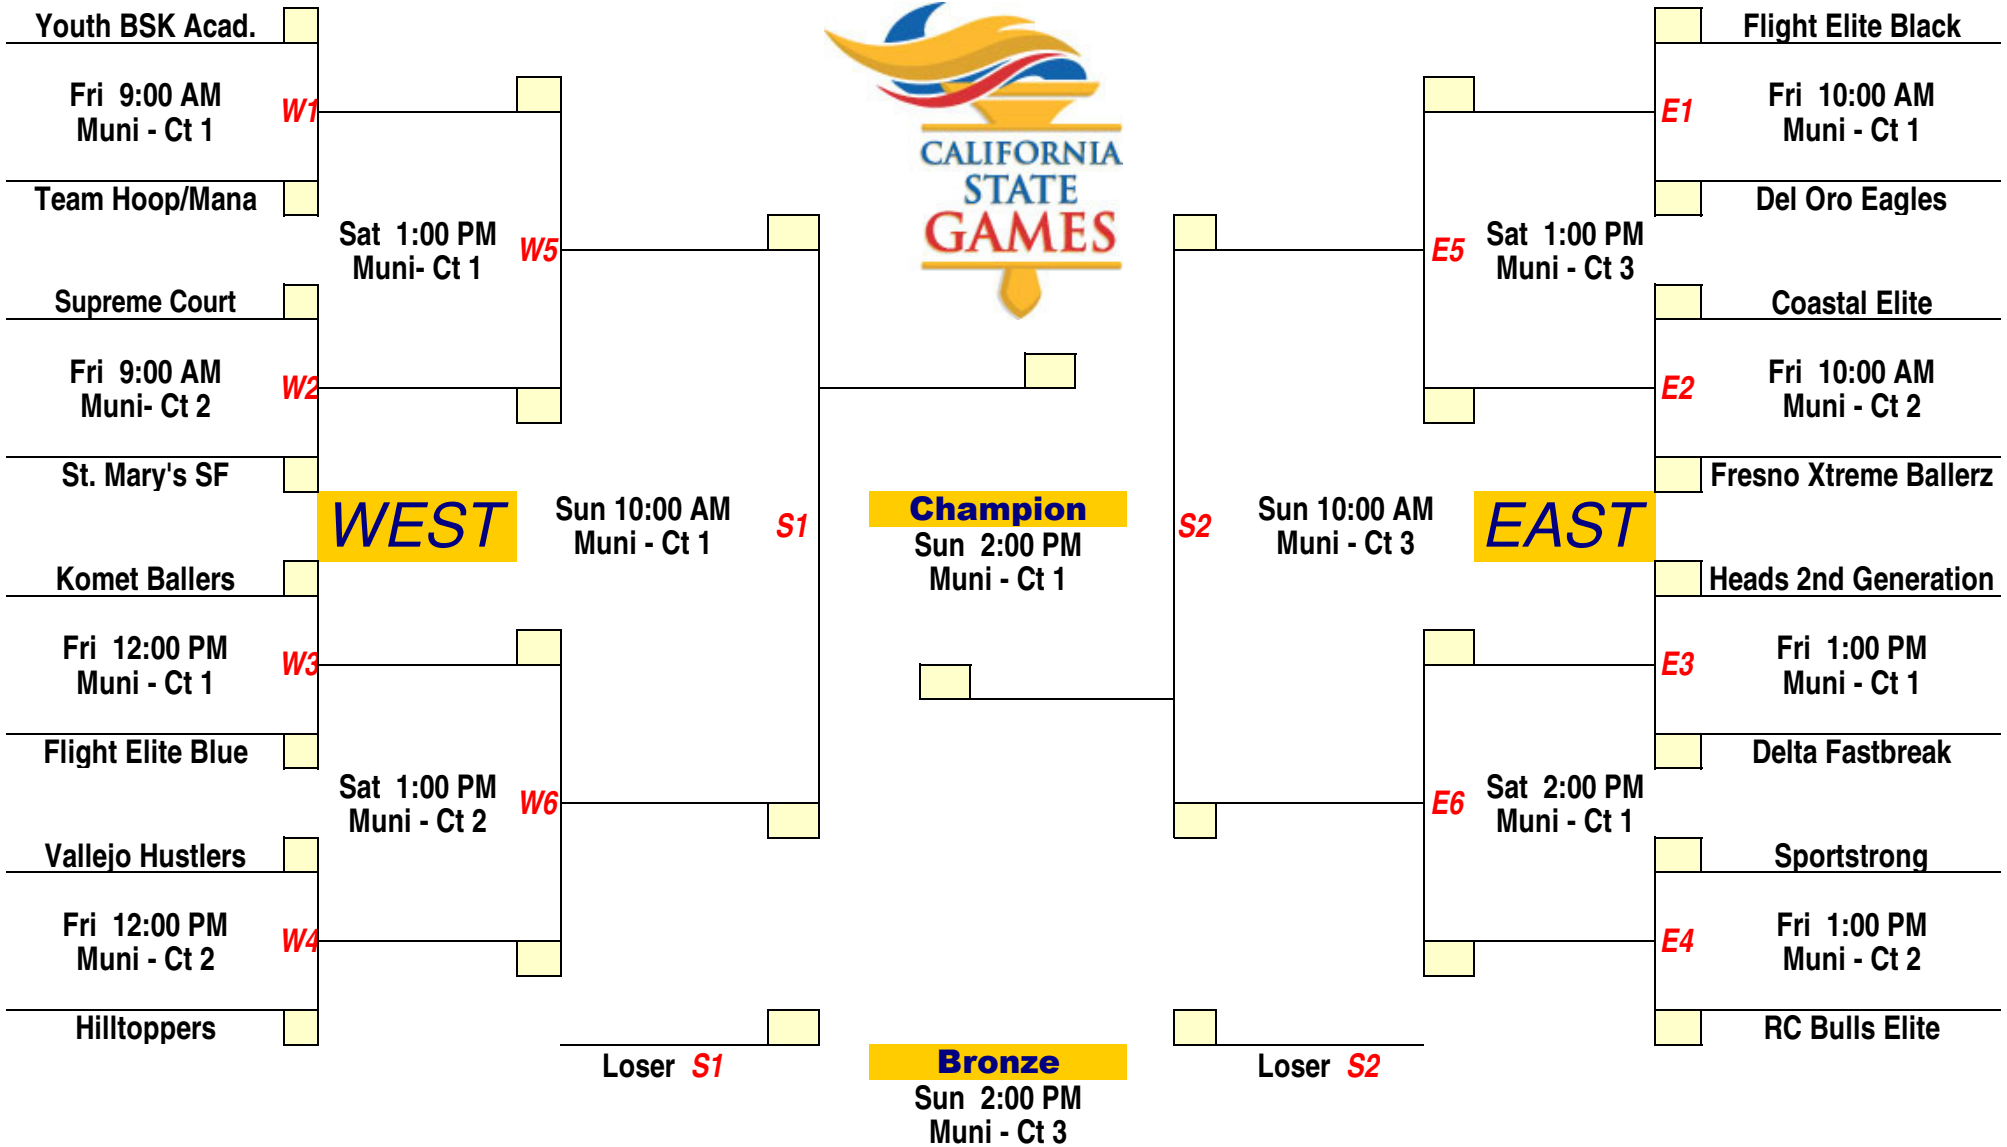 Youth BSK Acad.
Fri 9:00 AM
Muni - Ct 1
W1
Team Hoop/Mana
Sat 1:00 PM
Muni- Ct 1
W5
Supreme Court
Fri 9:00 AM
Muni- Ct 2
W2
St. Mary's SF
WEST
Sun 10:00 AM
Muni - Ct 1
S1
Komet Ballers
Fri 12:00 PM
Muni - Ct 1
W3
Flight Elite Blue
Sat 1:00 PM
Muni - Ct 2
W6
Vallejo Hustlers
Fri 12:00 PM
Muni - Ct 2
W4
Hilltoppers
Loser S1
CALIFORNIA
STATE
GAMES
Champion
Sun 2:00 PM
Muni - Ct 1
Bronze
Sun 2:00 PM
Muni - Ct 3
Flight Elite Black
E1
Fri 10:00 AM
Muni - Ct 1
Del Oro Eagles
E5
Sat 1:00 PM
Muni - Ct 3
Coastal Elite
E2
Fri 10:00 AM
Muni - Ct 2
Fresno Xtreme Ballerz
S2
Sun 10:00 AM
Muni - Ct 3
EAST
Heads 2nd Generation
E3
Fri 1:00 PM
Muni - Ct 1
Delta Fastbreak
E6
Sat 2:00 PM
Muni - Ct 1
Sportstrong
E4
Fri 1:00 PM
Muni - Ct 2
RC Bulls Elite
Loser S2